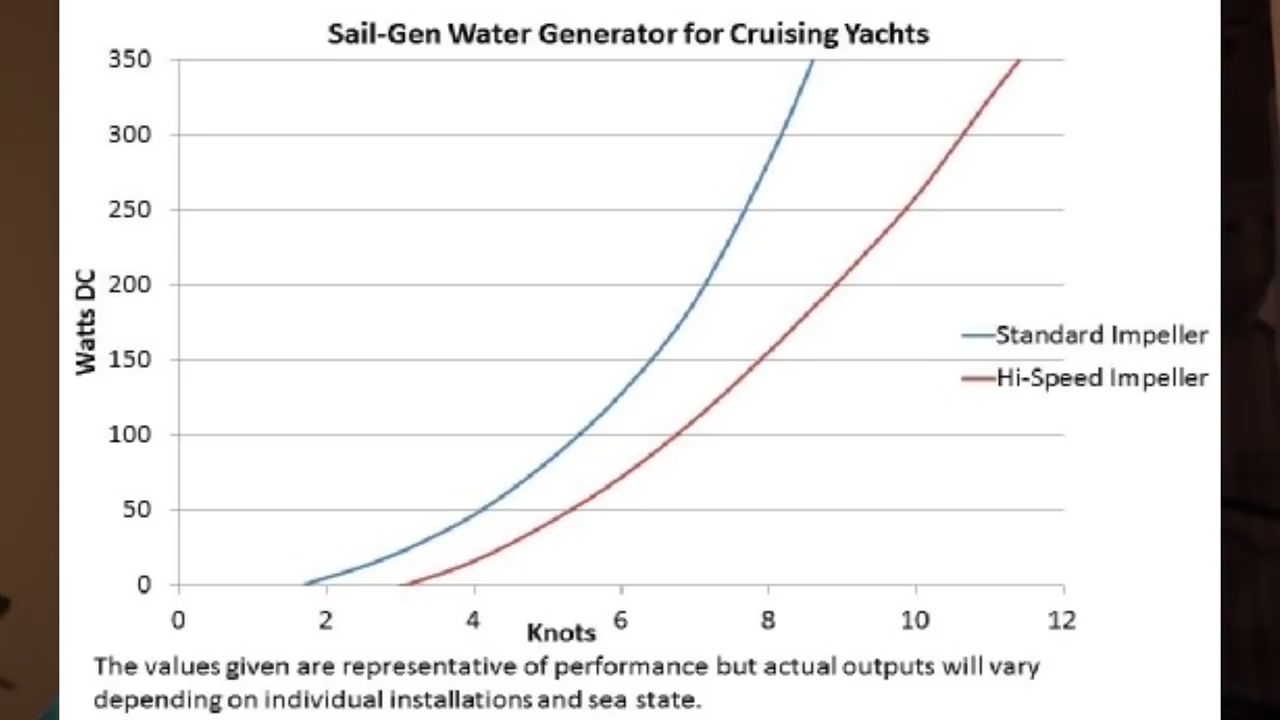 Sail-Gen Water Generator for Cruising Yachts
350
300
250
200
150
100
50
0
Watts DC
Standard Impeller
Hi-Speed Impeller
0 2 4 6 8 10 12
Knots
The values given are representative of performance but actual outputs will vary
depending on individual installations and sea state.